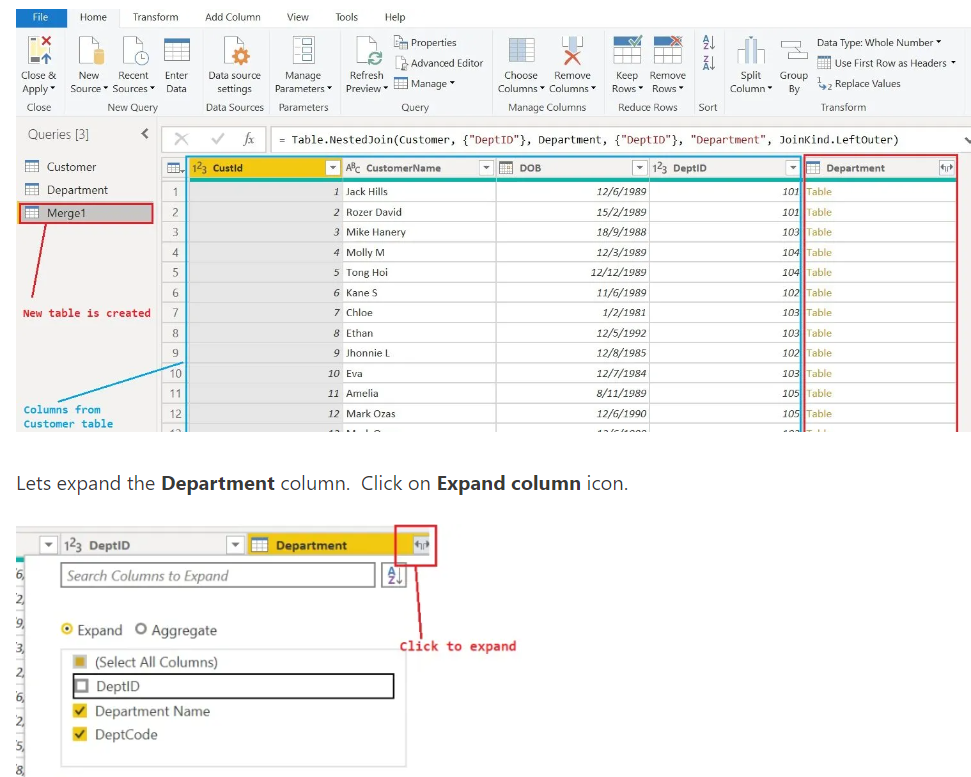 File Home Transform Add Column View Tools Help
Close & Apply New Source Recent Sources Enter Data Data source settings Manage Parameters Refresh Preview Properties Advanced Editor Manage Choose Columns Remove Columns Keep Rows Remove Rows Split Column Group By Data Type: Whole Number Use First Row as Headers Replace Values
Close New Query Data Sources Parameters Query Manage Columns Reduce Rows Sort Transform
Queries [3] fx = Table.NestedJoin(Customer, {"DeptID"}, Department, {"DeptID"}, "Department", JoinKind.LeftOuter)
Customer
Department
Merge1
New table is created
Columns from
Customer table
1²3 CustId ABC CustomerName DOB 1²3 DeptID Department
1 1 Jack Hills 12/6/1989 101 Table
2 2 Rozer David 15/2/1989 101 Table
3 3 Mike Hanery 18/9/1988 103 Table
4 4 Molly M 12/3/1989 104 Table
5 5 Tong Hoi 12/12/1989 104 Table
6 6 Kane S 11/6/1989 102 Table
7 7 Chloe 1/2/1981 103 Table
8 8 Ethan 12/5/1992 103 Table
9 9 Jhonnie L 12/8/1985 102 Table
10 10 Eva 12/7/1984 103 Table
11 11 Amelia 8/11/1989 105 Table
12 12 Mark Ozas 12/6/1990 105 Table
Lets expand the Department column. Click on Expand column icon.
1²3 DeptID Department
Search Columns to Expand
Expand Aggregate
Click to expand
(Select All Columns)
DeptID
Department Name
DeptCode